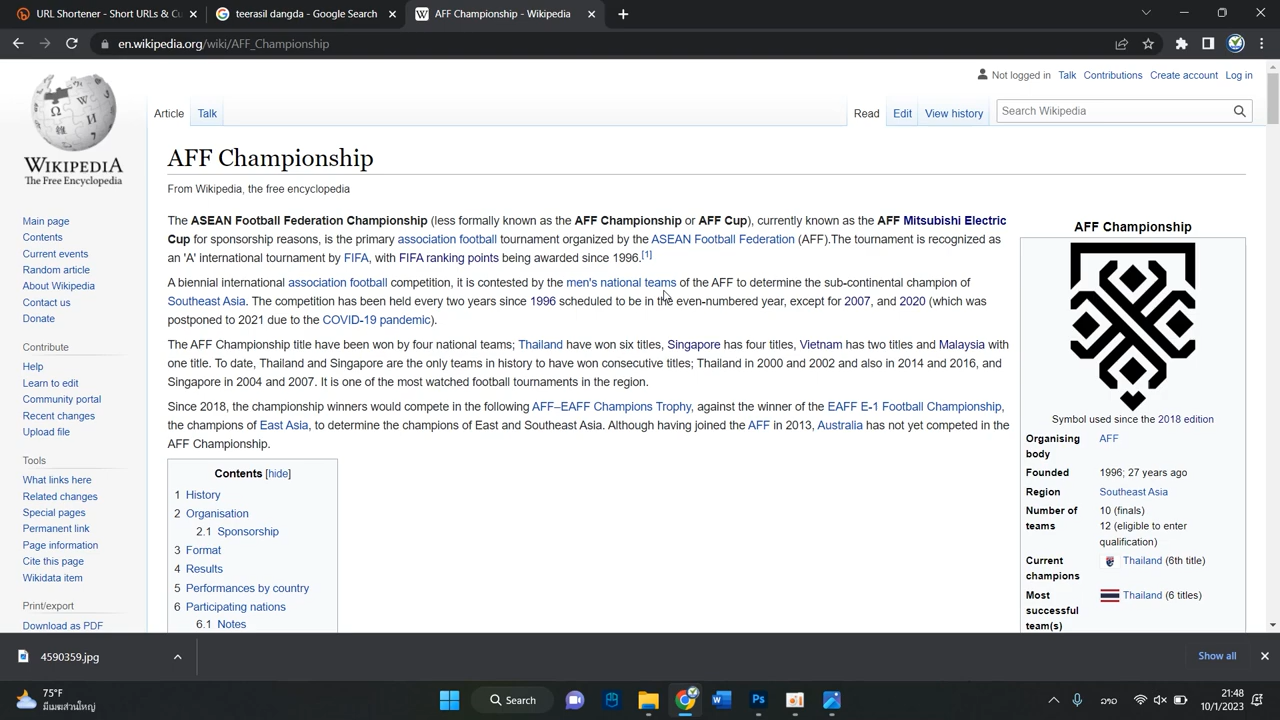 URL Shortener - Short URLs & Cu
teerasil dangda - Google Search
AFF Championship - Wikipedia
en.wikipedia.org/wiki/AFF_Championship
Not logged in Talk Contributions Create account Log in
Article Talk
Read Edit View history
Search Wikipedia
WIKIPEDIA
The Free Encyclopedia
Main page
Contents
Current events
Random article
About Wikipedia
Contact us
Donate
Contribute
Help
Learn to edit
Community portal
Recent changes
Upload file
Tools
What links here
Related changes
Special pages
Permanent link
Page information
Cite this page
Wikidata item
Print/export
Download as PDF
AFF Championship
From Wikipedia, the free encyclopedia
The ASEAN Football Federation Championship (less formally known as the AFF Championship or AFF Cup), currently known as the AFF Mitsubishi Electric
Cup for sponsorship reasons, is the primary association football tournament organized by the ASEAN Football Federation (AFF).The tournament is recognized as
an 'A' international tournament by FIFA, with FIFA ranking points being awarded since 1996.[1]
A biennial international association football competition, it is contested by the men's national teams of the AFF to determine the sub-continental champion of
Southeast Asia. The competition has been held every two years since 1996 scheduled to be in the even-numbered year, except for 2007, and 2020 (which was
postponed to 2021 due to the COVID-19 pandemic).
The AFF Championship title have been won by four national teams; Thailand have won six titles, Singapore has four titles, Vietnam has two titles and Malaysia with
one title. To date, Thailand and Singapore are the only teams in history to have won consecutive titles; Thailand in 2000 and 2002 and also in 2014 and 2016, and
Singapore in 2004 and 2007. It is one of the most watched football tournaments in the region.
Since 2018, the championship winners would compete in the following AFF–EAFF Champions Trophy, against the winner of the EAFF E-1 Football Championship,
the champions of East Asia, to determine the champions of East and Southeast Asia. Although having joined the AFF in 2013, Australia has not yet competed in the
AFF Championship.
Contents [hide]
1 History
2 Organisation
2.1 Sponsorship
3 Format
4 Results
5 Performances by country
6 Participating nations
6.1 Notes
AFF Championship
Symbol used since the 2018 edition
Organising body AFF
Founded 1996; 27 years ago
Region Southeast Asia
Number of teams 10 (finals)
12 (eligible to enter
qualification)
Current champions Thailand (6th title)
Most successful team(s) Thailand (6 titles)
4590359.jpg
Show all
75°F
มีเมฆส่วนใหญ่
Search
ລາວ
21:48
10/1/2023